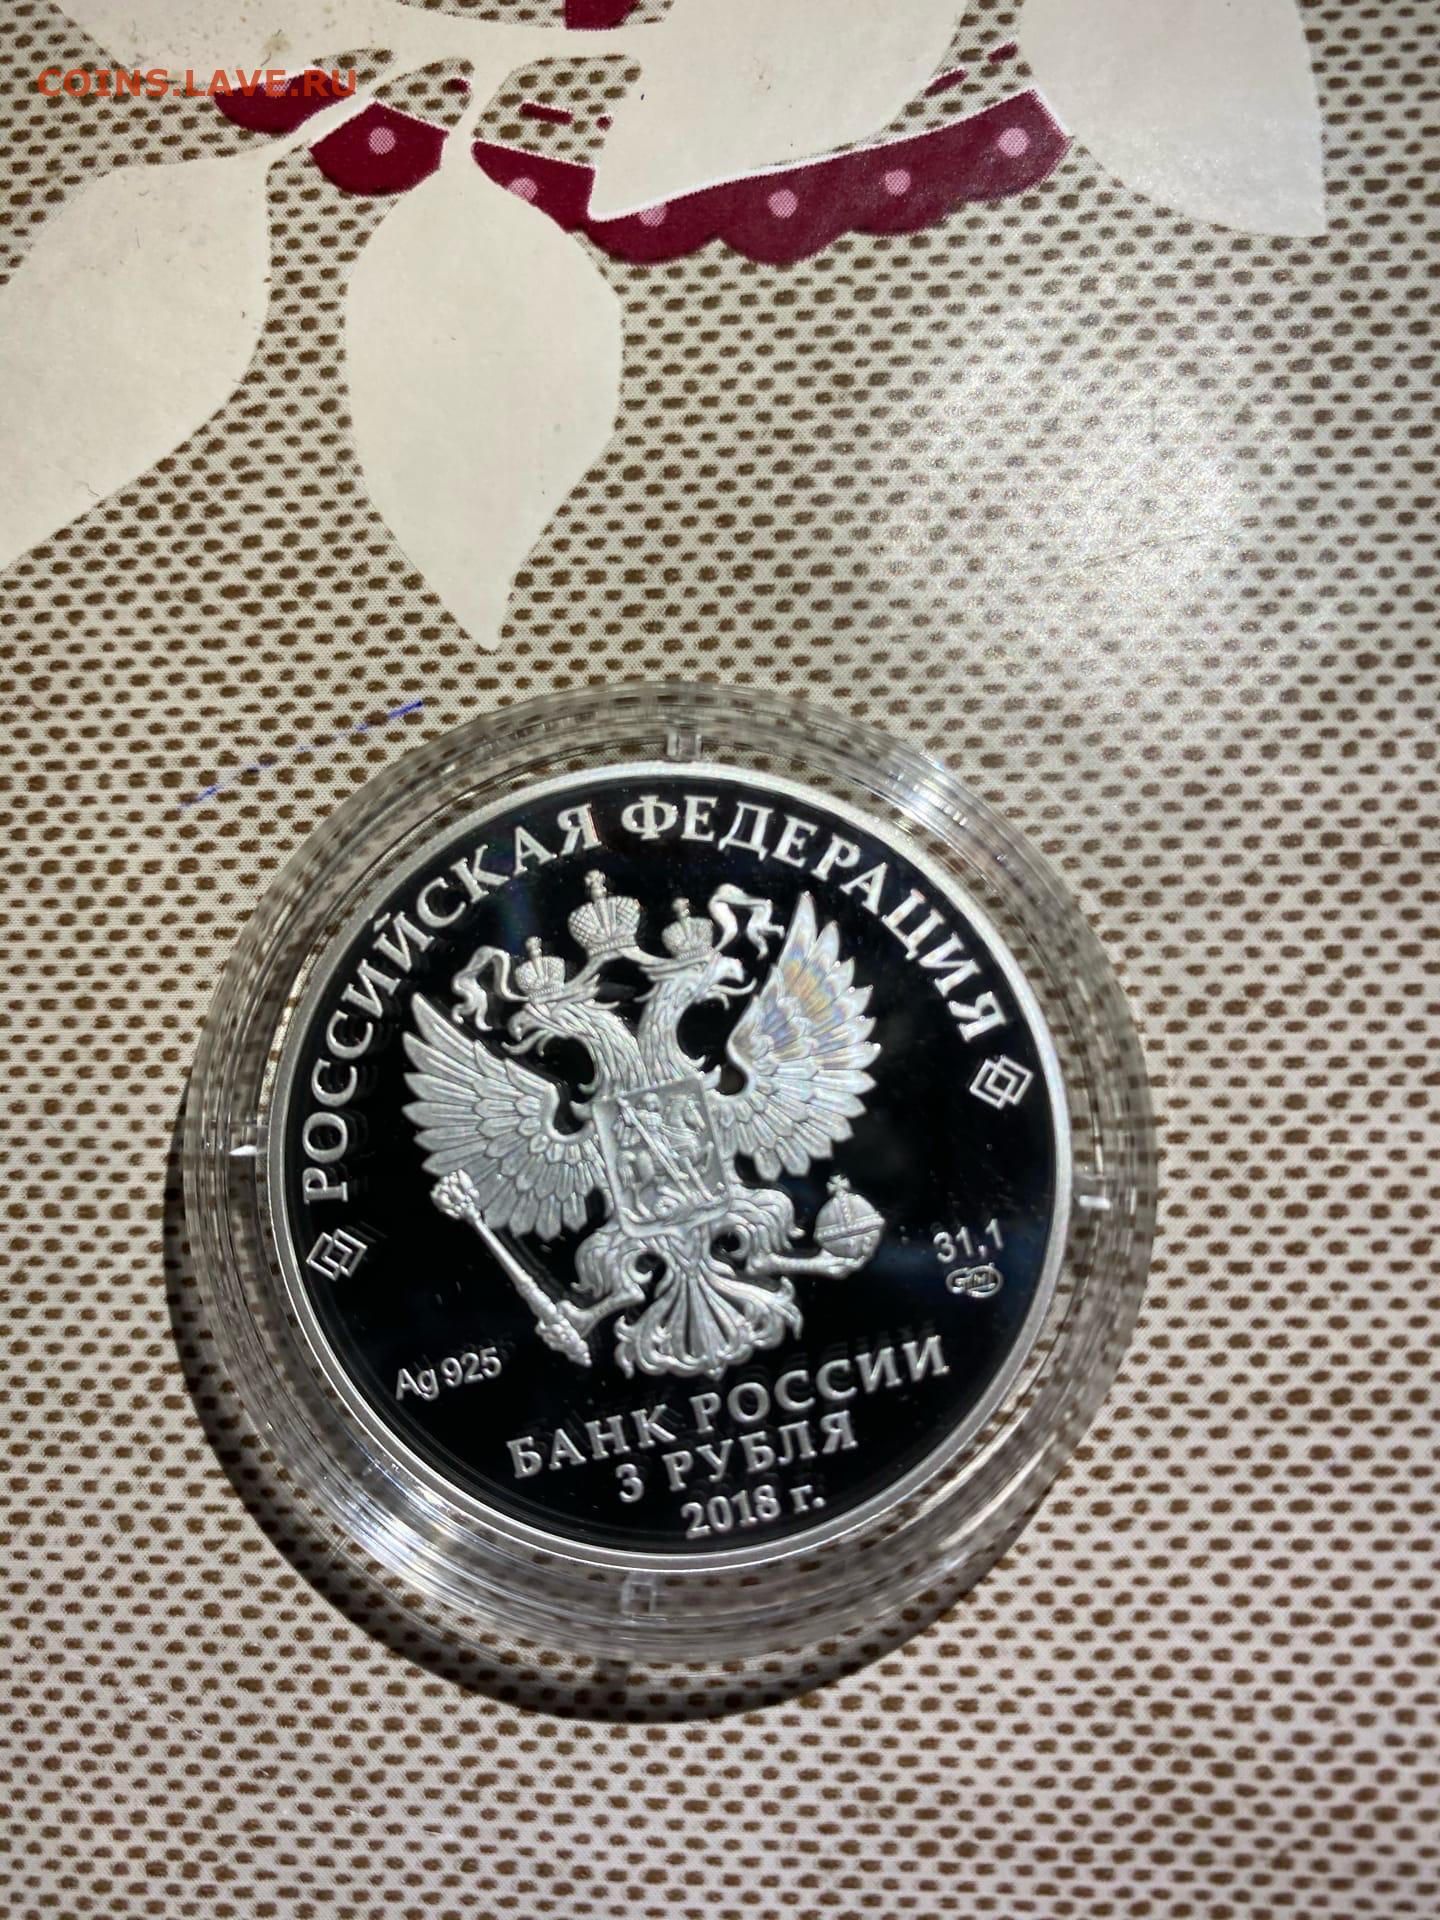 COINS.LAVE.RU
РОССИЙСКАЯ ФЕДЕРАЦИЯ
31,1
Ag 925
БАНК РОССИИ
3 РУБЛЯ
2018 г.